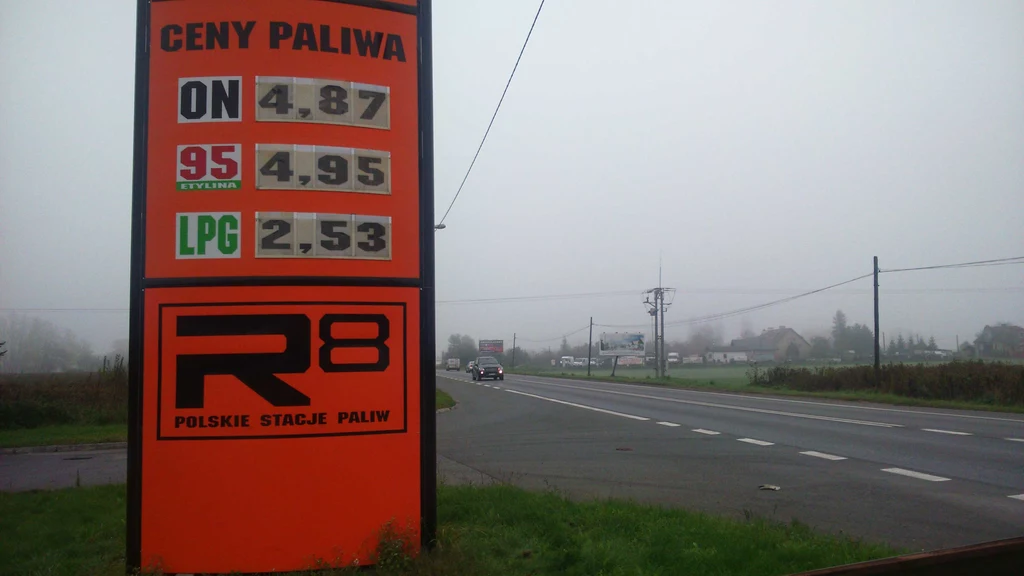 CENY PALIWA
ON 4,87
95 4,95
ETYLINA
LPG 2,53
R8
POLSKIE STACJE PALIW